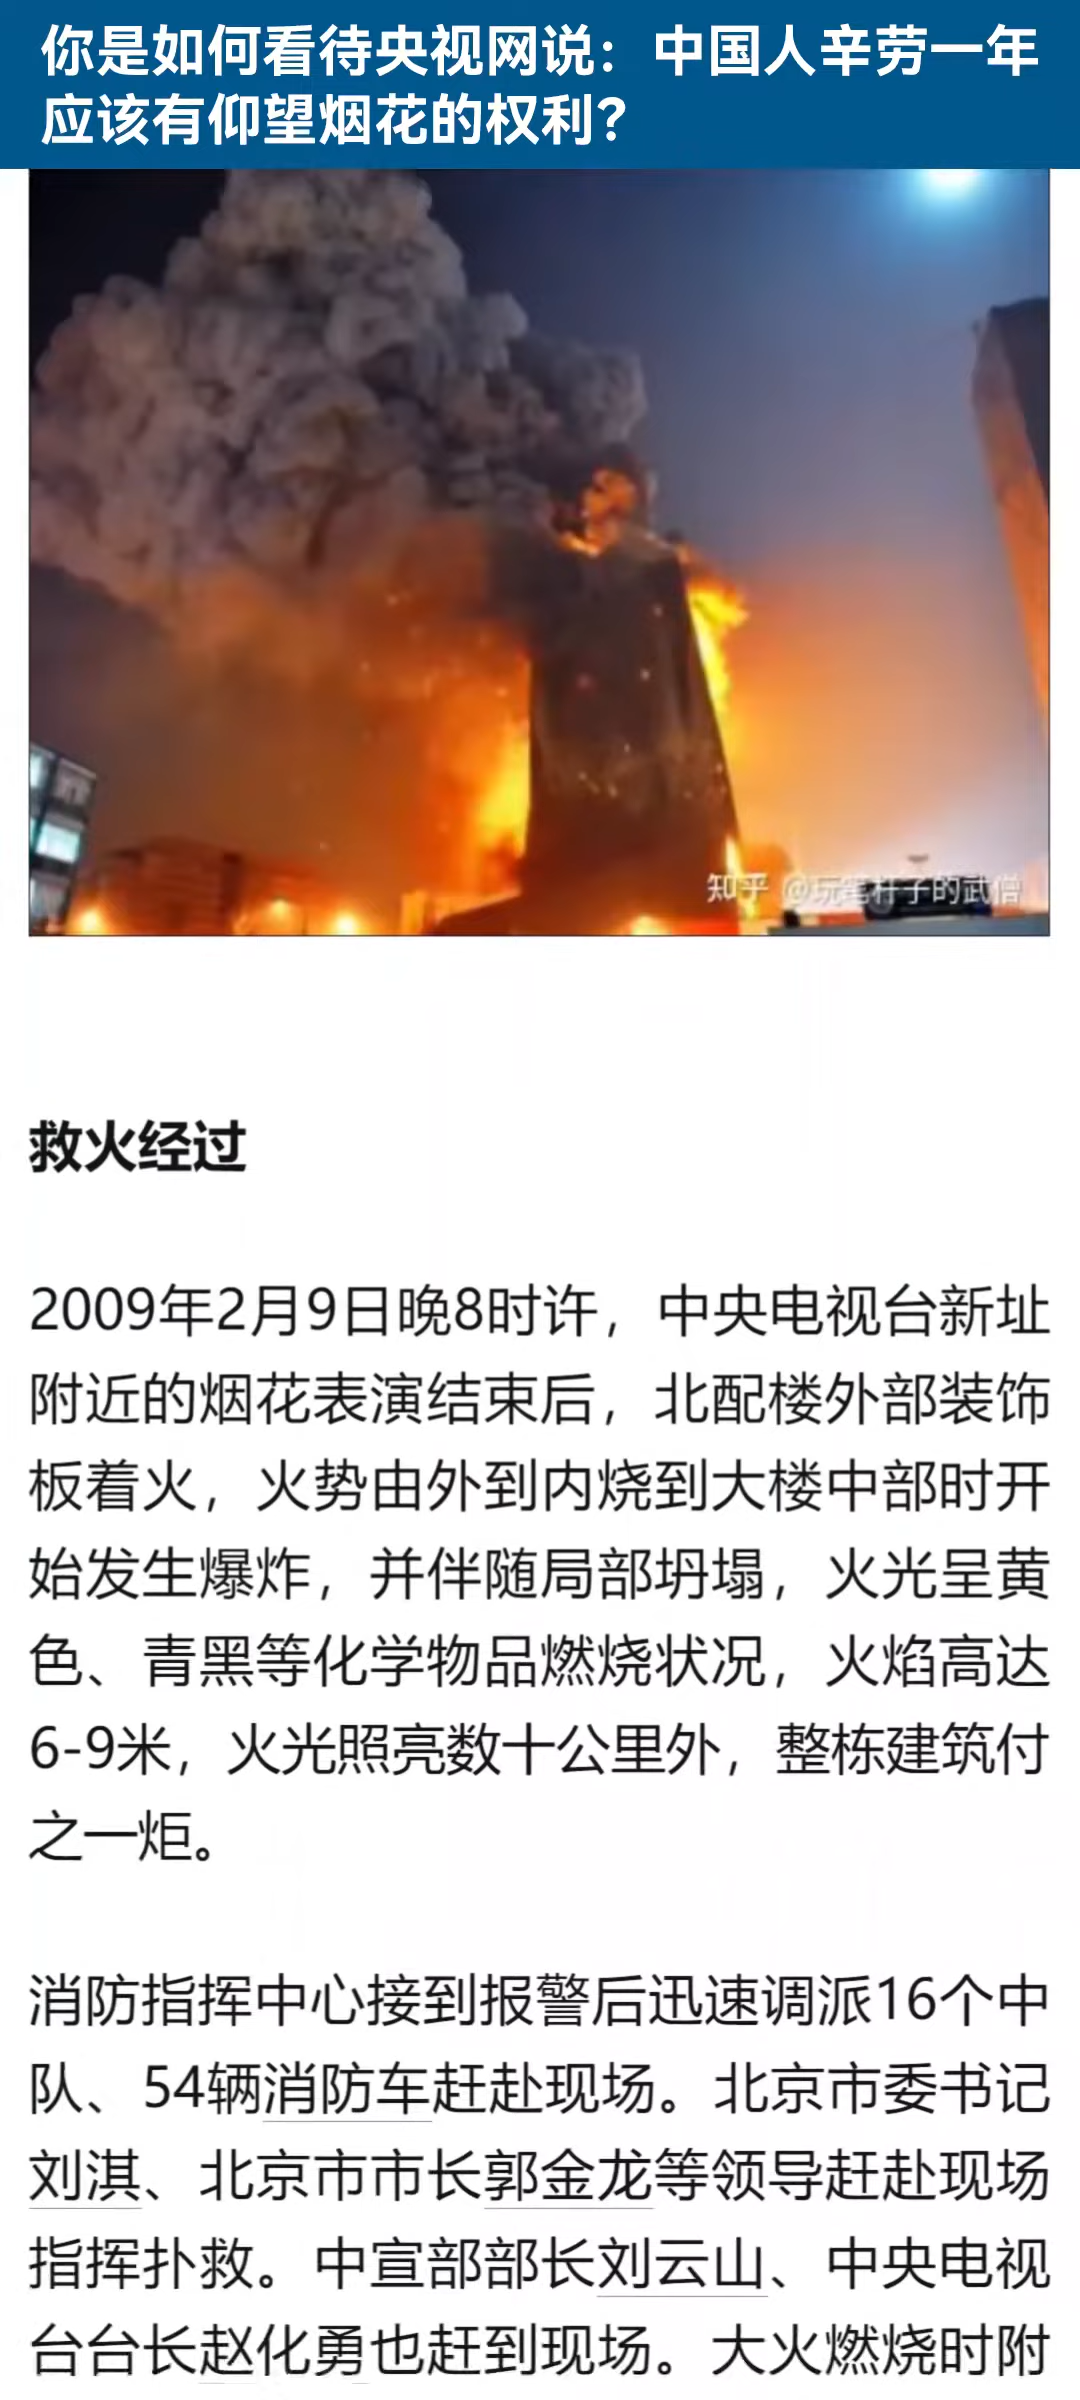 你是如何看待央视网说：中国人辛劳一年
应该有仰望烟花的权利？
知乎 @玩笔杆子的武僧
救火经过
2009年2月9日晚8时许，中央电视台新址
附近的烟花表演结束后，北配楼外部装饰
板着火，火势由外到内烧到大楼中部时开
始发生爆炸，并伴随局部坍塌，火光呈黄
色、青黑等化学物品燃烧状况，火焰高达
6-9米，火光照亮数十公里外，整栋建筑付
之一炬。
消防指挥中心接到报警后迅速调派16个中
队、54辆消防车赶赴现场。北京市委书记
刘淇、北京市市长郭金龙等领导赶赴现场
指挥扑救。中宣部部长刘云山、中央电视
台台长赵化勇也赶到现场。大火燃烧时附